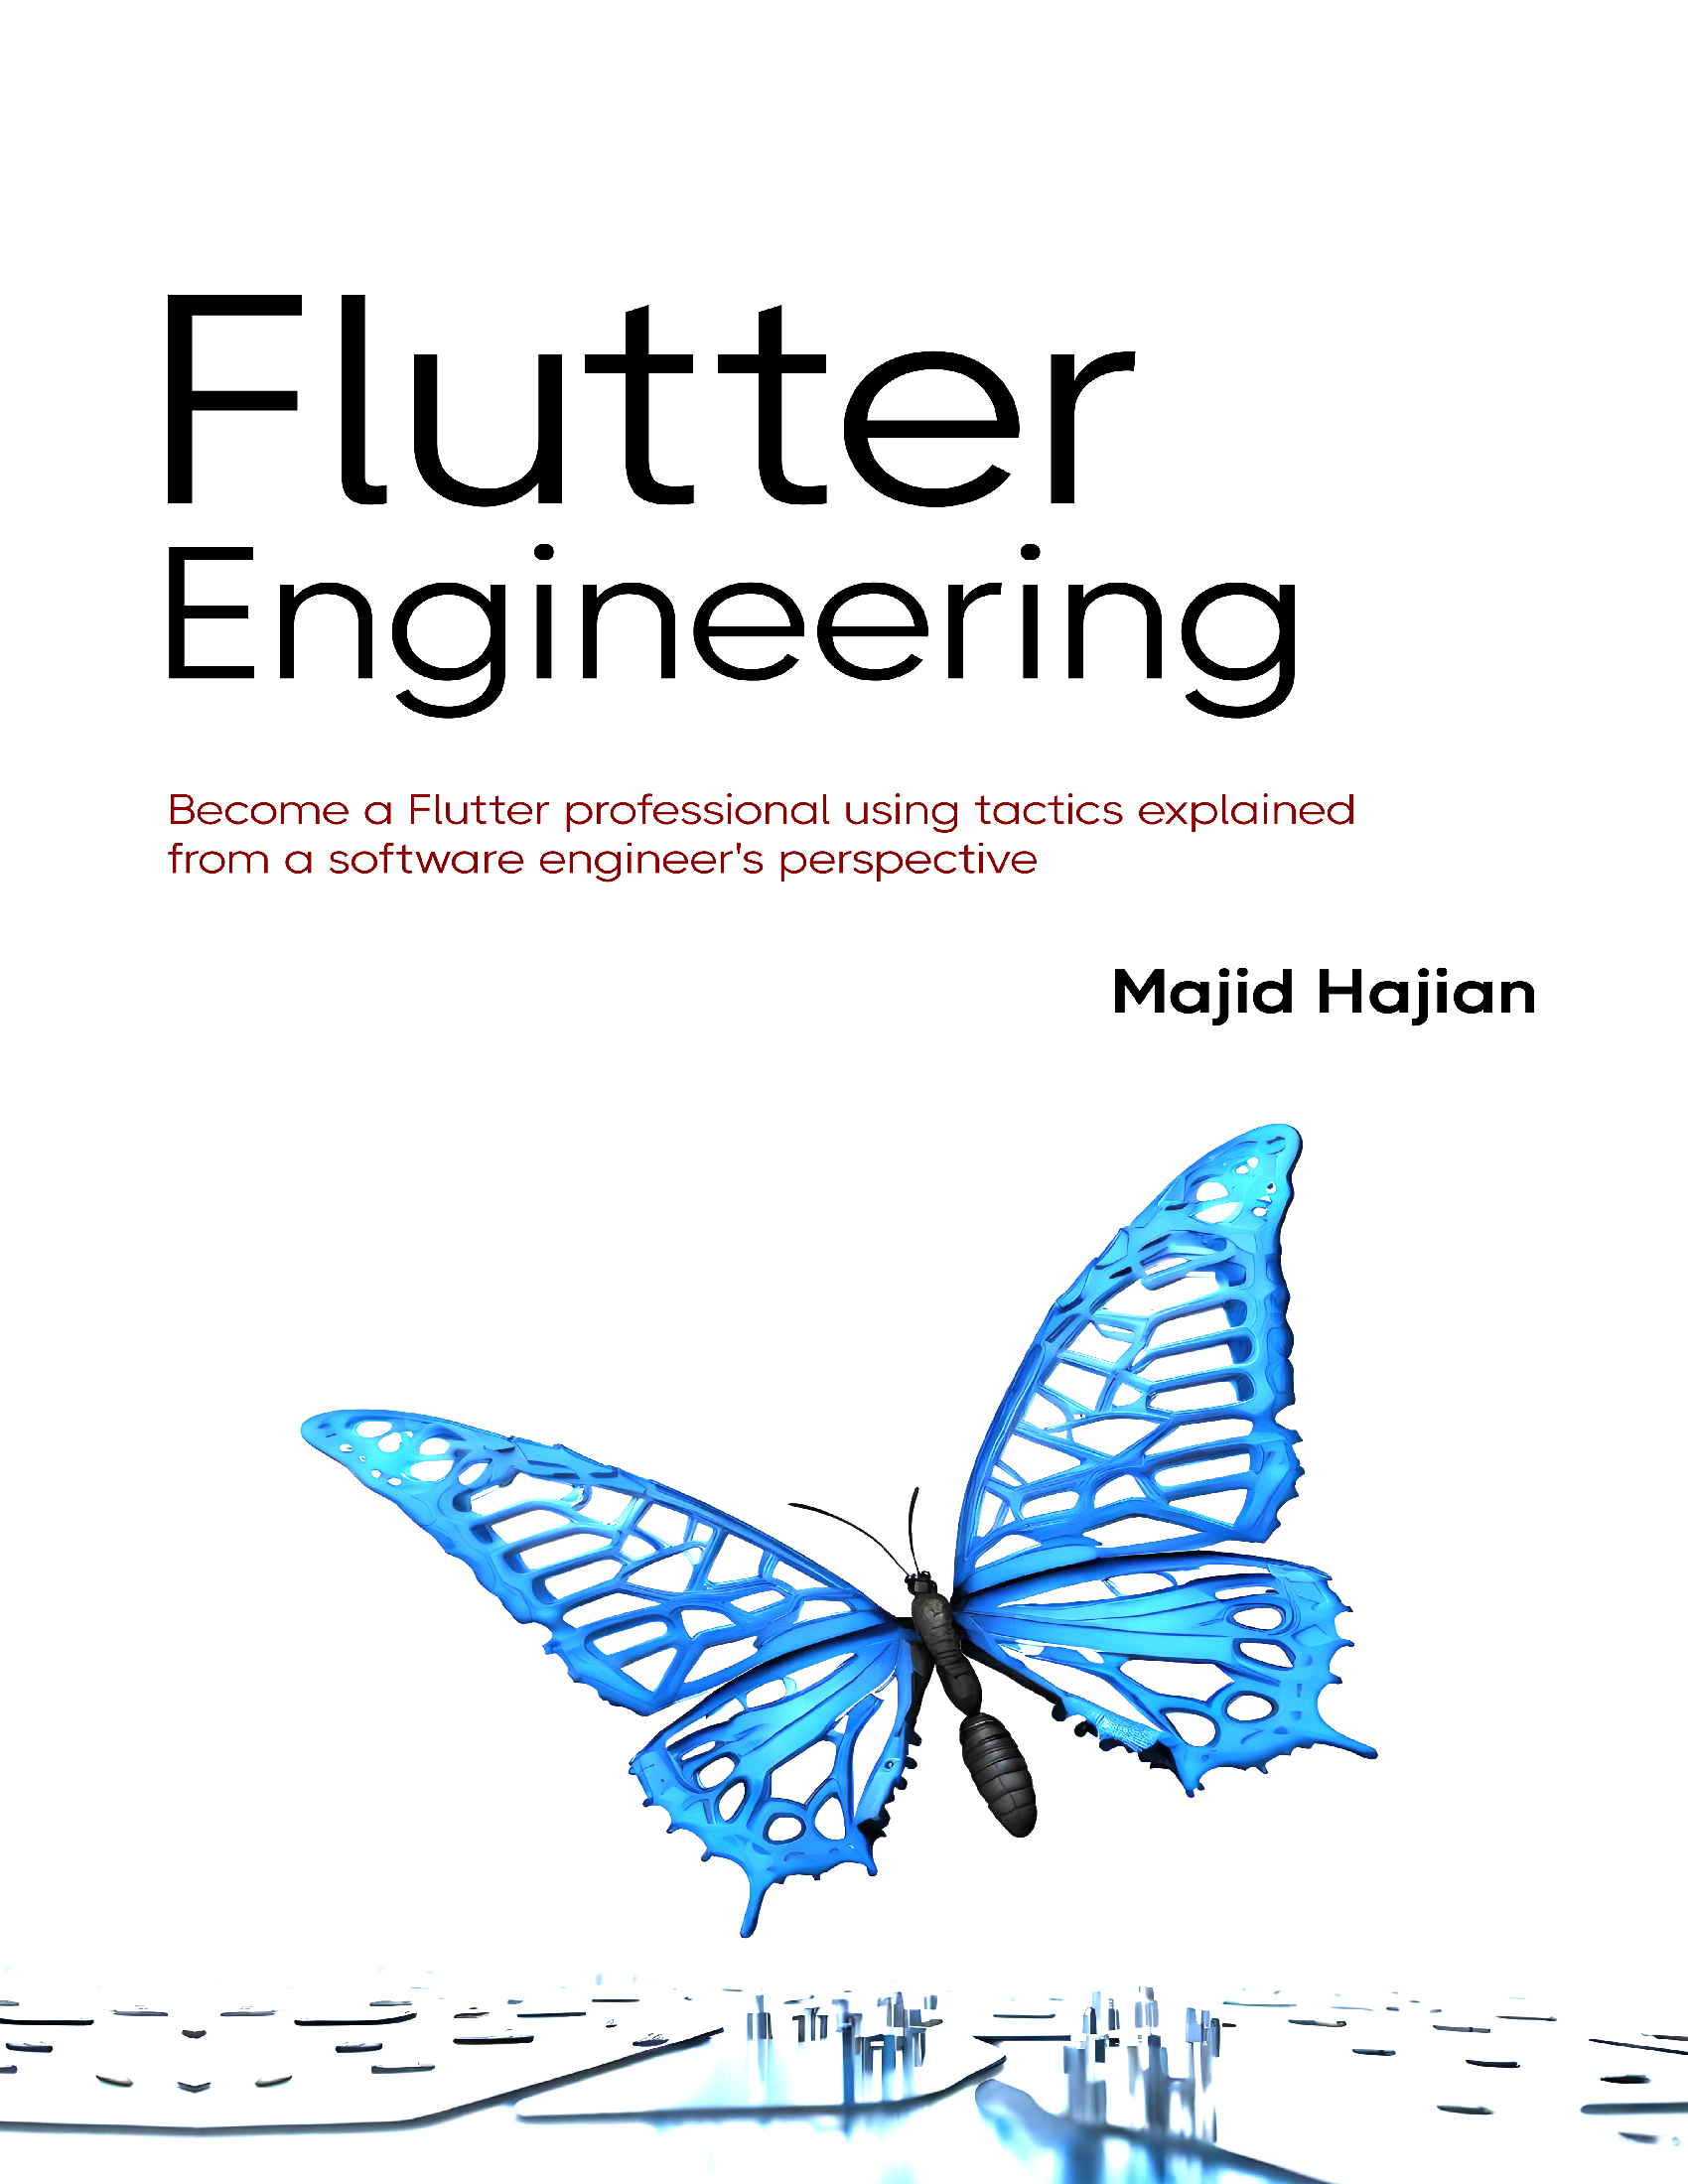 Flutter
Engineering
Become a Flutter professional using tactics explained
from a software engineer's perspective
Majid Hajian